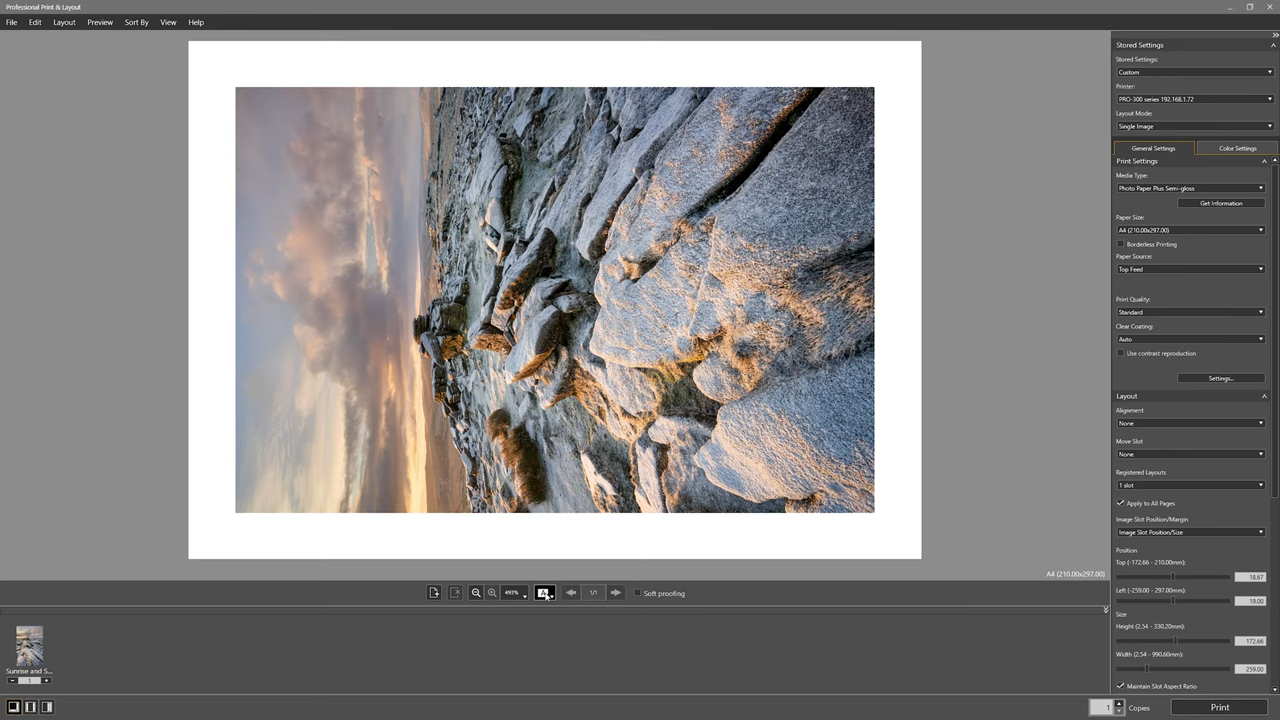 Professional Print & Layout
File Edit Layout Preview Sort By View Help
Stored Settings
Stored Settings:
Custom
Printer:
PRO-300 series 192.168.1.72
Layout Mode:
Single Image
General Settings Color Settings
Print Settings
Media Type:
Photo Paper Plus Semi-gloss
Get Information
Paper Size:
A4 (210.00x297.00)
Borderless Printing
Paper Source:
Top Feed
Print Quality:
Standard
Clear Coating:
Auto
Use contrast reproduction
Settings...
Layout
Alignment
None
Move Slot
None
Registered Layouts
1 slot
Apply to All Pages
Image Slot Position/Margin
Image Slot Position/Size
Position
Top (-172.66 - 210.00mm):
18.67
Left (-259.00 - 297.00mm):
19.00
Size
Height (2.54 - 330.20mm):
172.66
Width (2.54 - 990.60mm):
259.00
Maintain Slot Aspect Ratio
A4 (210.00x297.00)
493% A 1/1 Soft proofing
Sunrise and S...
1
1 Copies Print